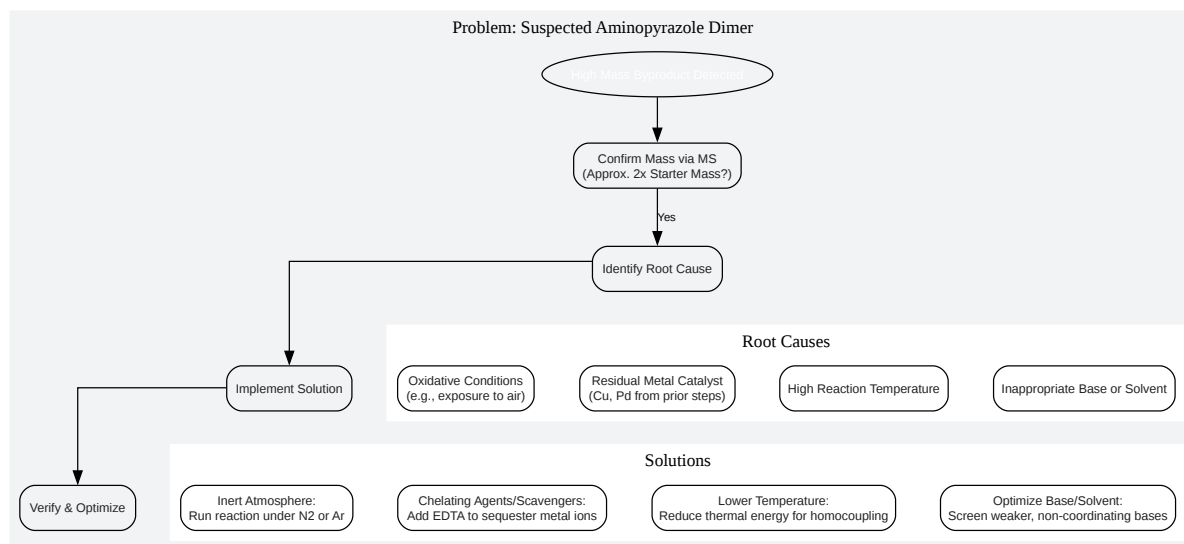 Problem: Suspected Aminopyrazole Dimer
High Mass Byproduct Detected
Confirm Mass via MS
(Approx. 2x Starter Mass?)
Yes
Identify Root Cause
Root Causes
Implement Solution
Oxidative Conditions
(e.g., exposure to air)
Residual Metal Catalyst
(Cu, Pd from prior steps)
High Reaction Temperature
Inappropriate Base or Solvent
Solutions
Verify & Optimize
Inert Atmosphere:
Run reaction under N2 or Ar
Chelating Agents/Scavengers:
Add EDTA to sequester metal ions
Lower Temperature:
Reduce thermal energy for homocoupling
Optimize Base/Solvent:
Screen weaker, non-coordinating bases